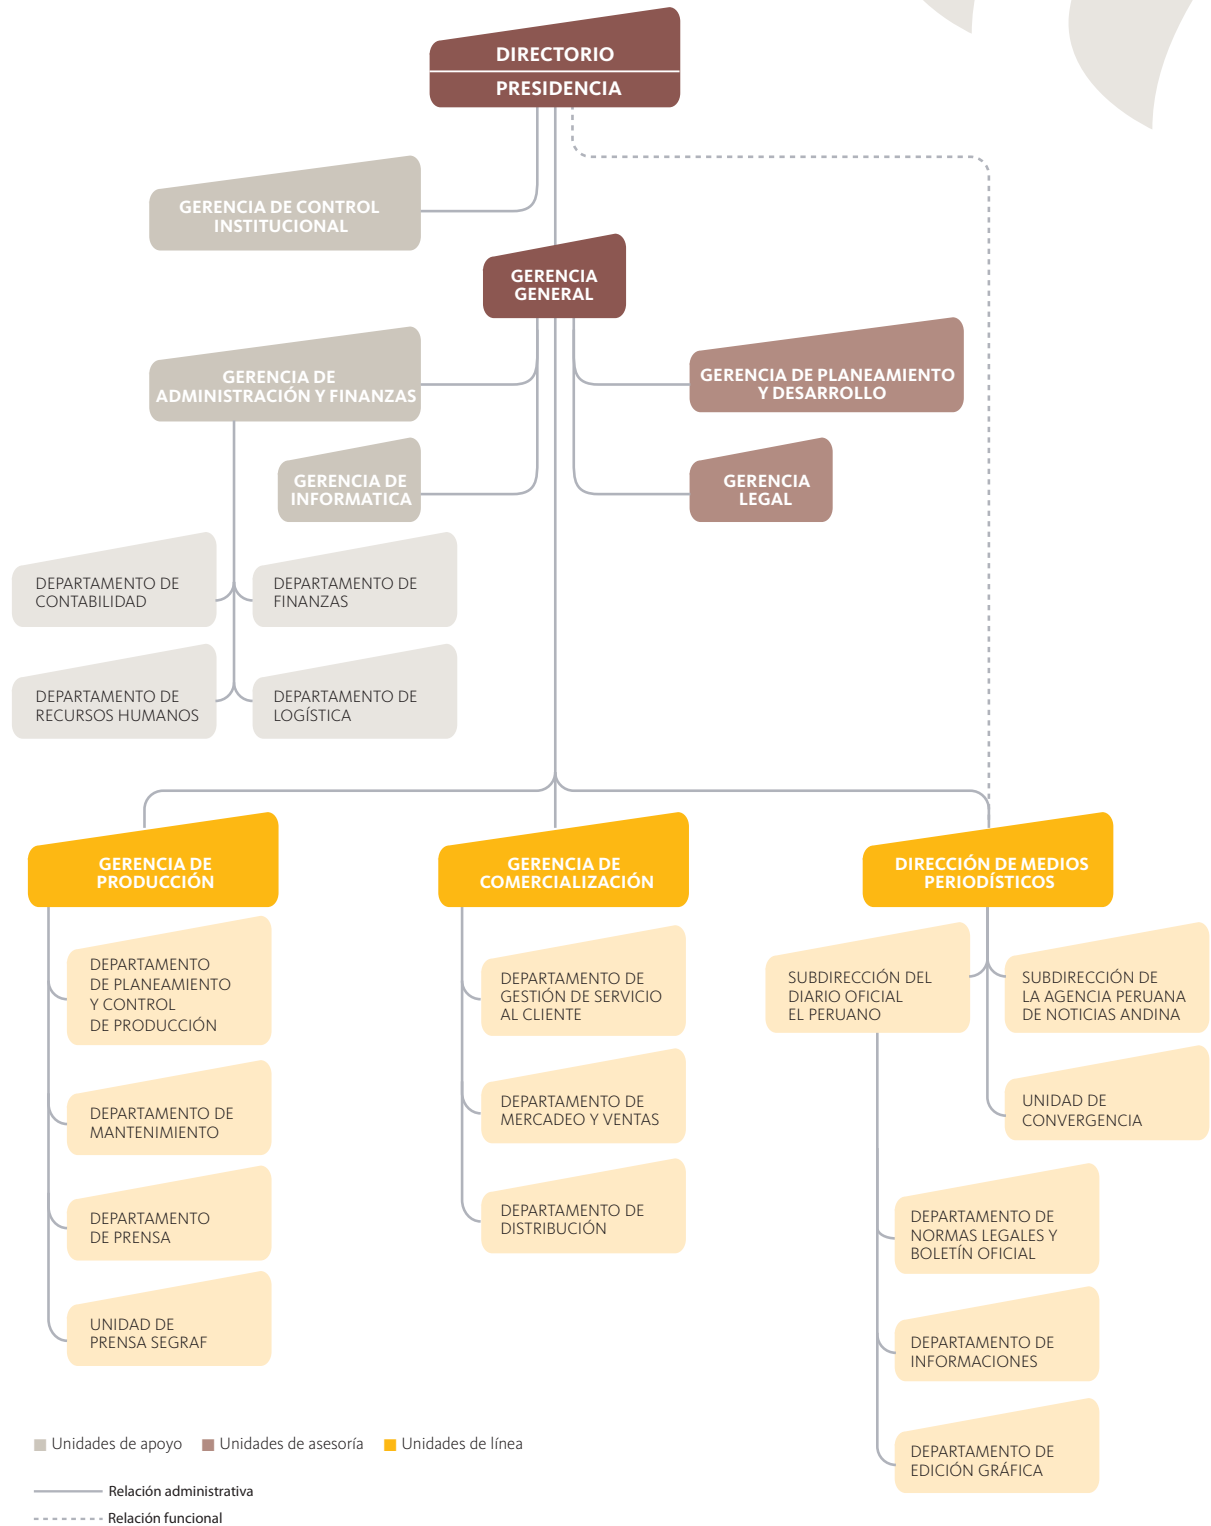 DIRECTORIO
PRESIDENCIA
GERENCIA DE CONTROL
INSTITUCIONAL
GERENCIA
GENERAL
GERENCIA DE
ADMINISTRACIÓN Y FINANZAS
GERENCIA DE PLANEAMIENTO
Y DESARROLLO
GERENCIA DE
INFORMATICA
GERENCIA
LEGAL
DEPARTAMENTO DE
CONTABILIDAD
DEPARTAMENTO DE
FINANZAS
DEPARTAMENTO DE
RECURSOS HUMANOS
DEPARTAMENTO DE
LOGÍSTICA
GERENCIA DE
PRODUCCIÓN
DEPARTAMENTO
DE PLANEAMIENTO
Y CONTROL
DE PRODUCCIÓN
DEPARTAMENTO DE
MANTENIMIENTO
DEPARTAMENTO
DE PRENSA
UNIDAD DE
PRENSA SEGRAF
GERENCIA DE
COMERCIALIZACIÓN
DEPARTAMENTO DE
GESTIÓN DE SERVICIO
AL CLIENTE
DEPARTAMENTO DE
MERCADEO Y VENTAS
DEPARTAMENTO DE
DISTRIBUCIÓN
DIRECCIÓN DE MEDIOS
PERIODÍSTICOS
SUBDIRECCIÓN DEL
DIARIO OFICIAL
EL PERUANO
SUBDIRECCIÓN DE
LA AGENCIA PERUANA
DE NOTICIAS ANDINA
UNIDAD DE
CONVERGENCIA
DEPARTAMENTO DE
NORMAS LEGALES Y
BOLETÍN OFICIAL
DEPARTAMENTO DE
INFORMACIONES
DEPARTAMENTO DE
EDICIÓN GRÁFICA
Unidades de apoyo Unidades de asesoría Unidades de línea
Relación administrativa
Relación funcional